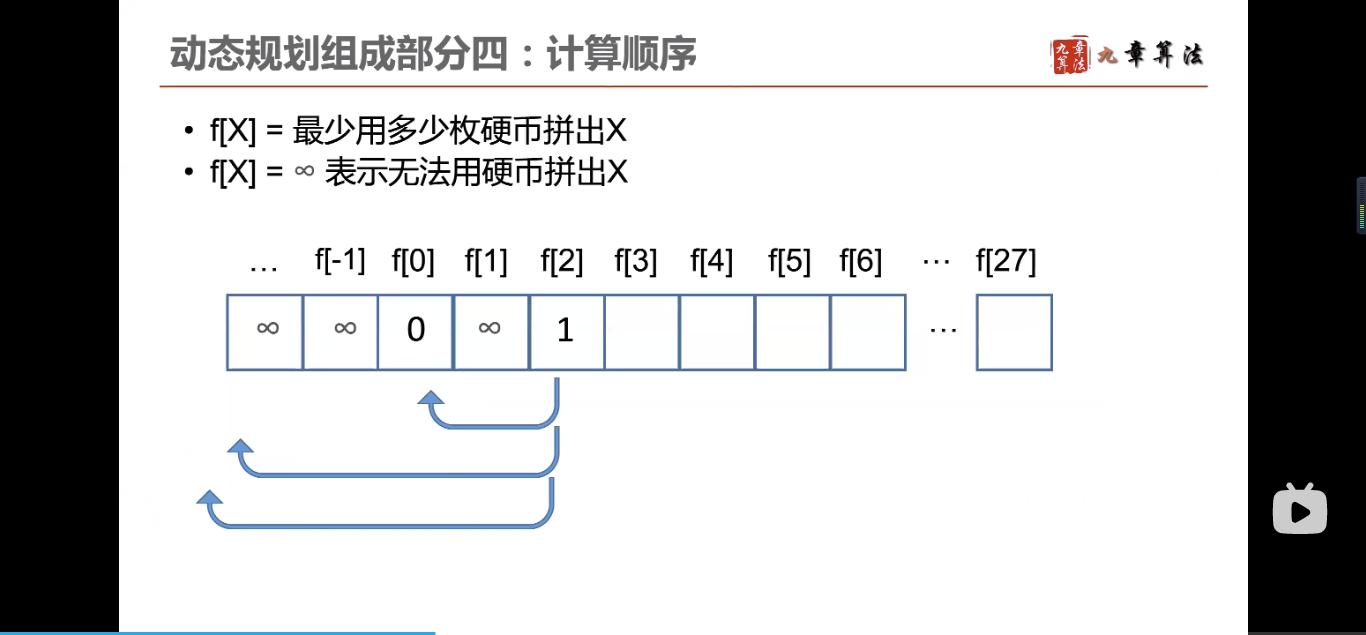 动态规划组成部分四：计算顺序
九章算法
九章算法
• f[X] = 最少用多少枚硬币拼出X
• f[X] = ∞ 表示无法用硬币拼出X
… f[-1] f[0] f[1] f[2] f[3] f[4] f[5] f[6] … f[27]
∞ ∞ 0 ∞ 1 …